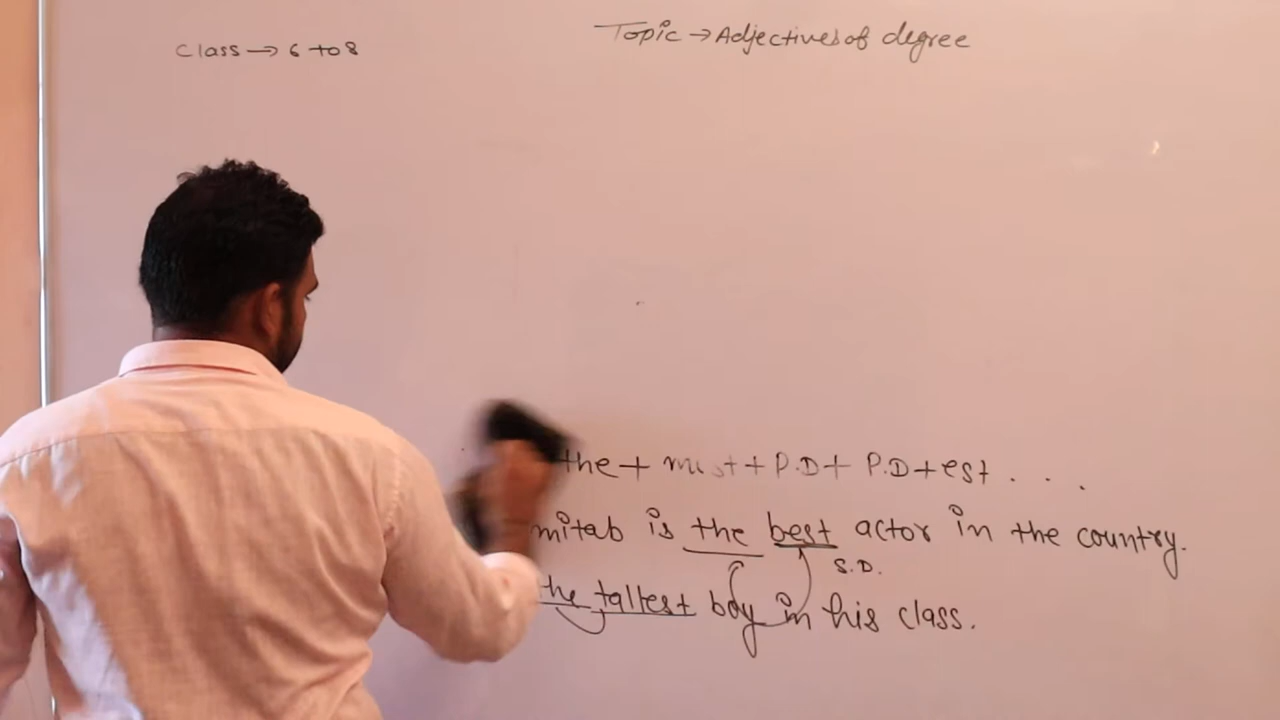 Class → 6 to 8
Topic → Adjectives of degree
the + most + P.D + P.D + est . . .
mitab is the best actor in the country.
S.D.
the tallest boy in his class.